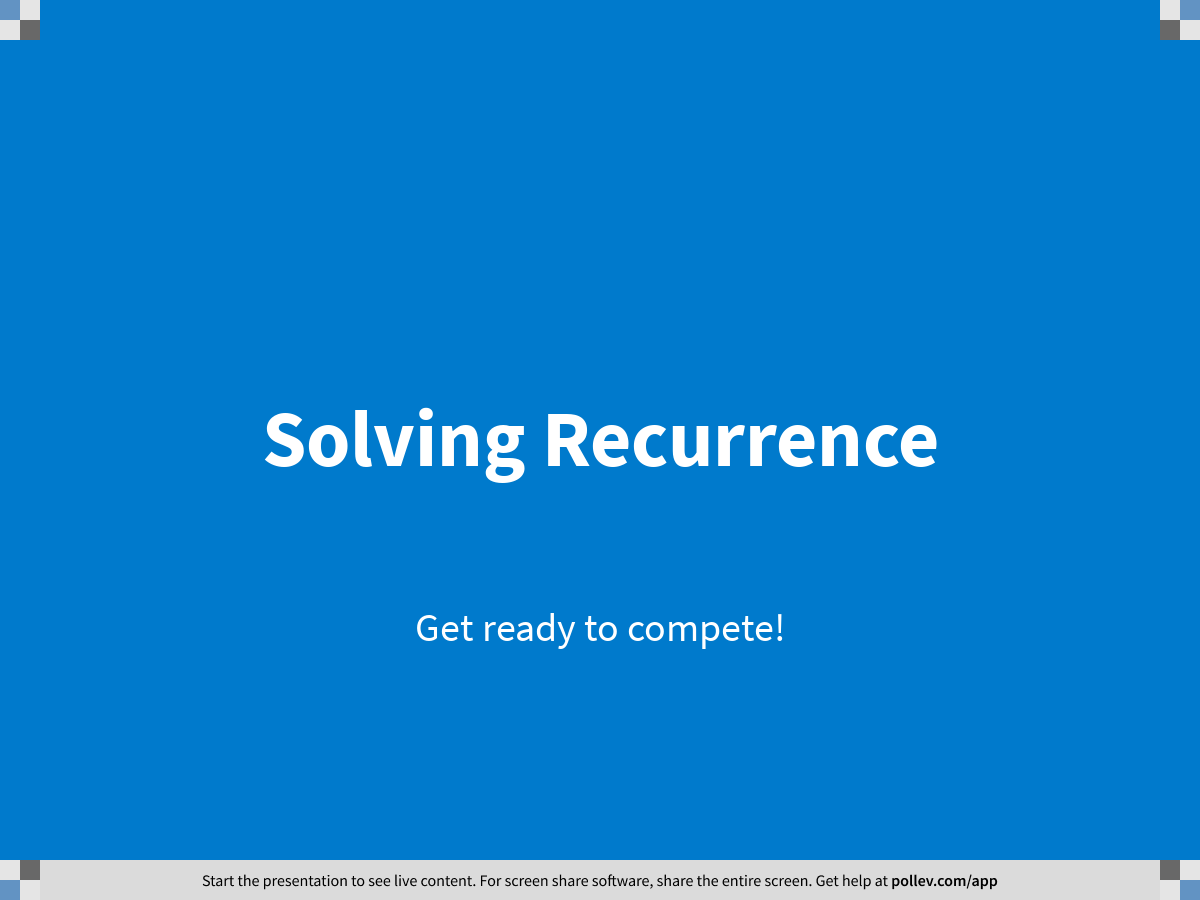 Solving Recurrence
Get ready to compete!
Start the presentation to see live content. For screen share software, share the entire screen. Get help at pollev.com/app